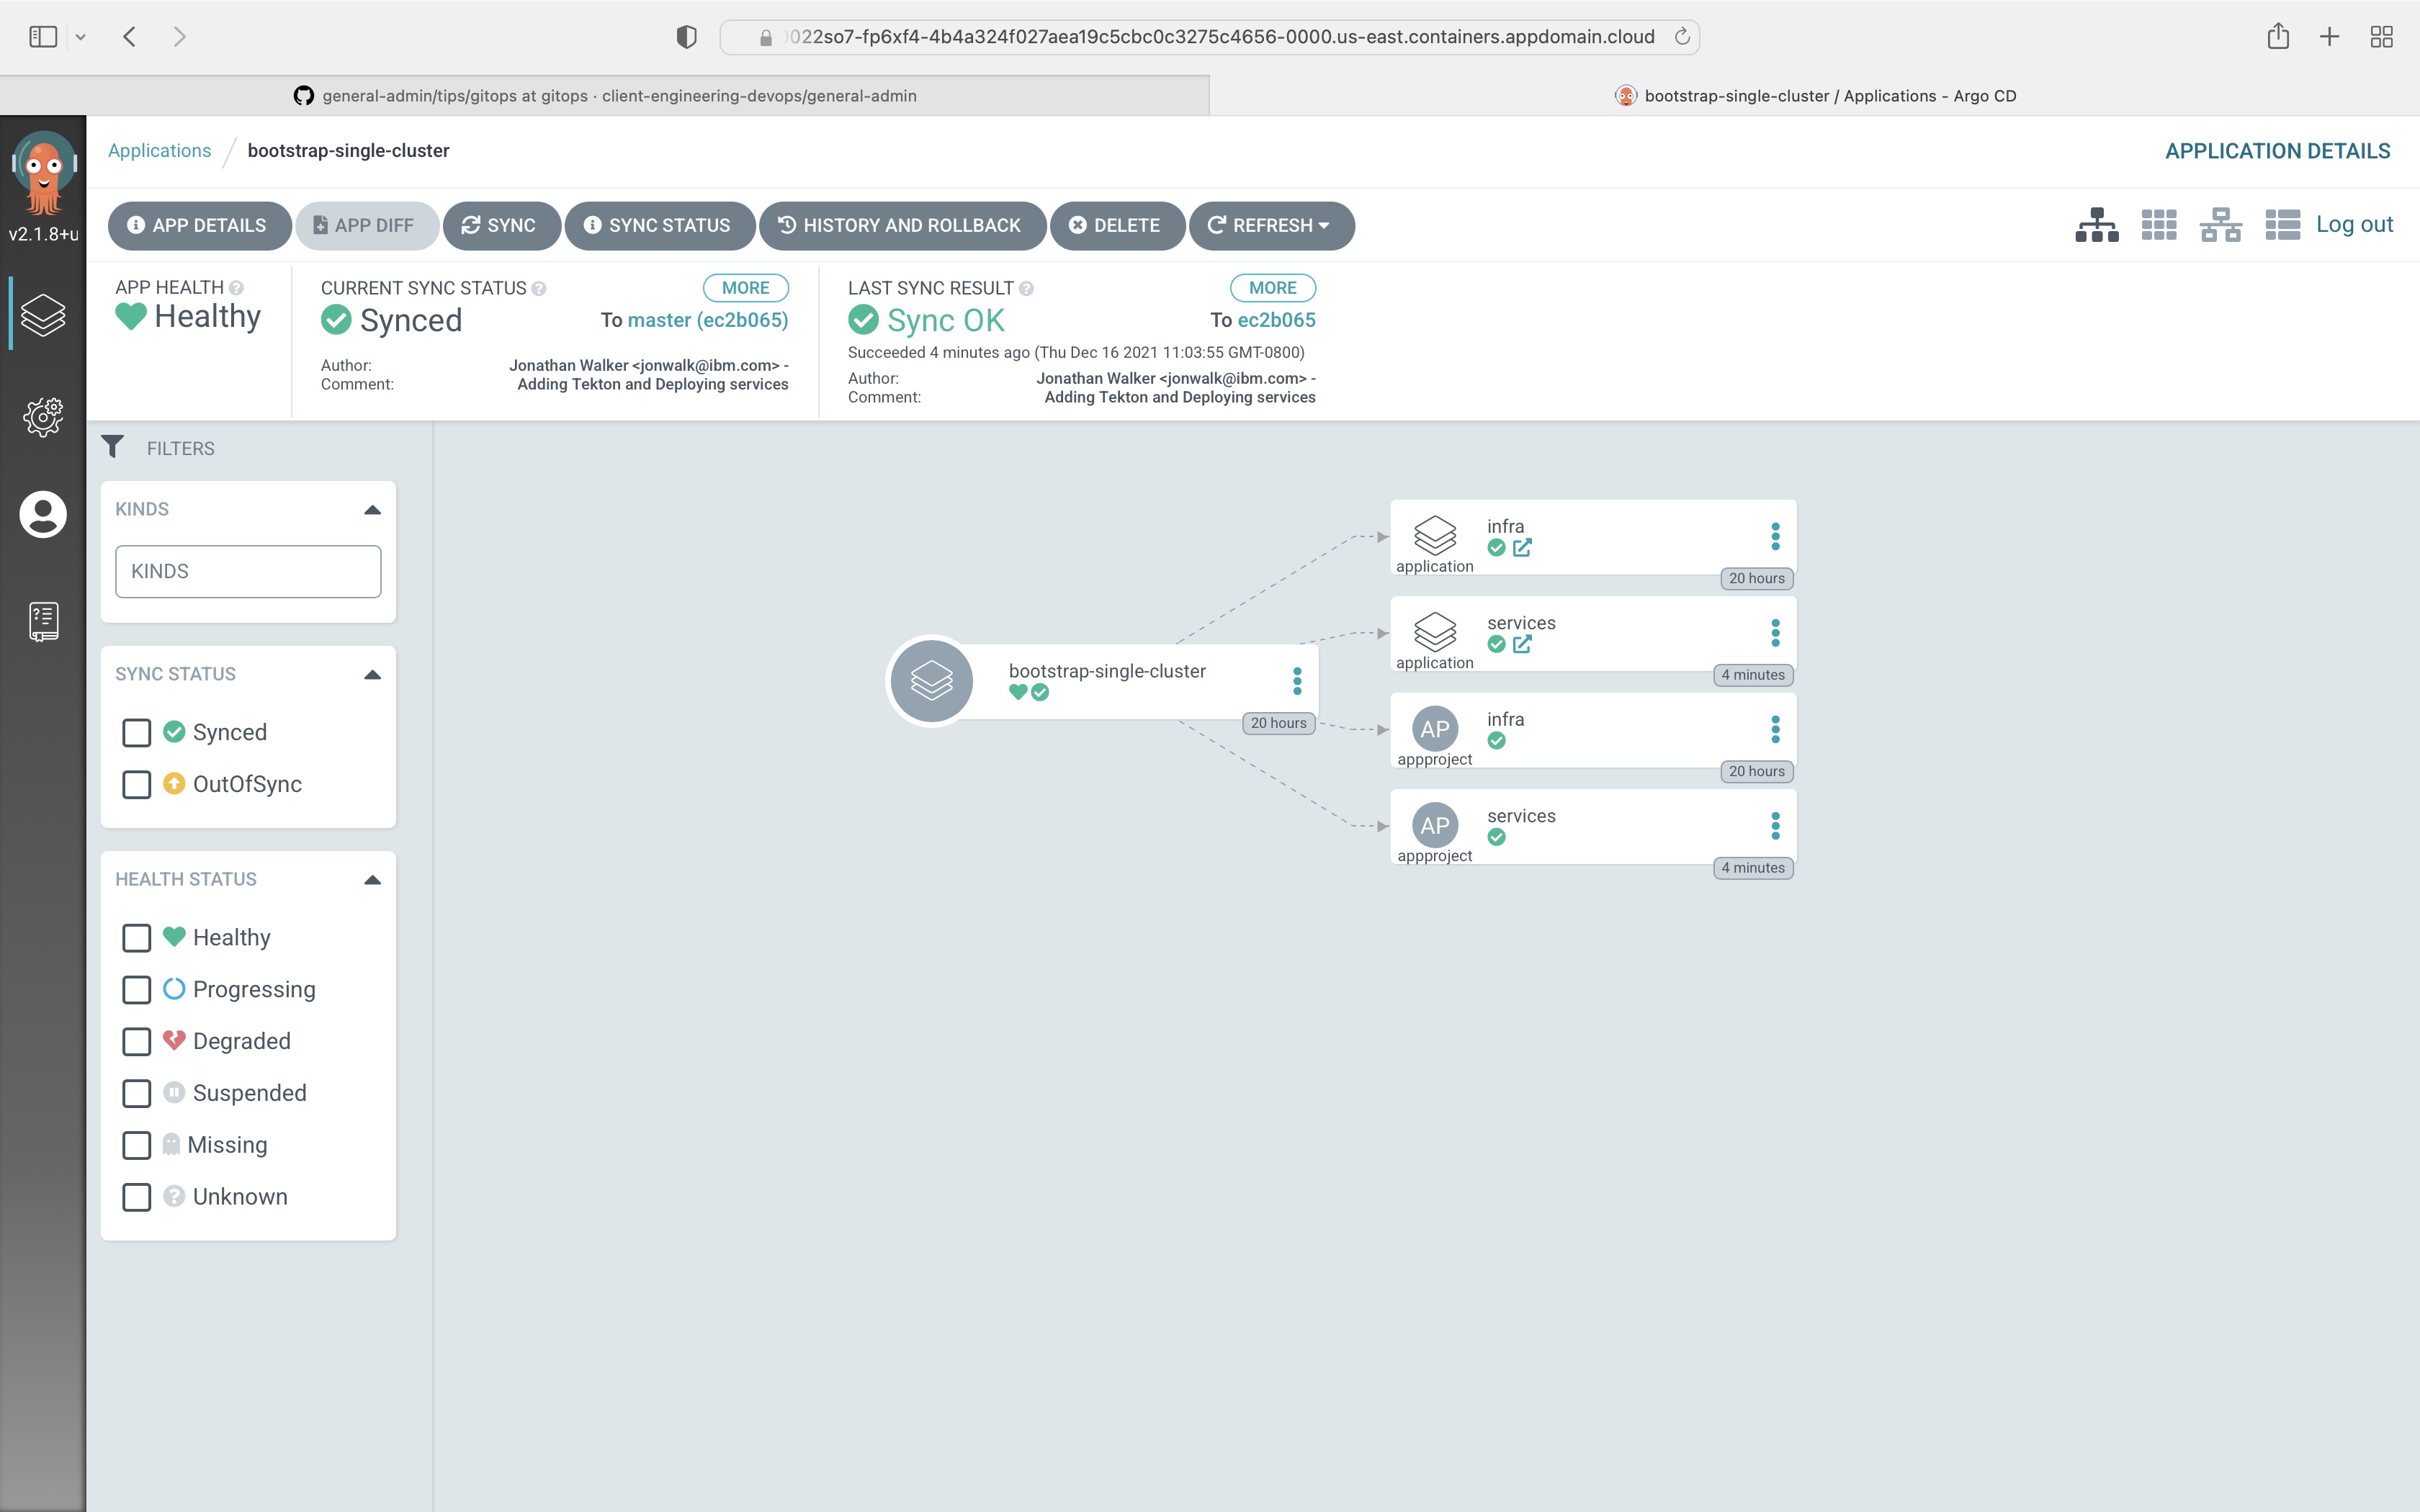 022so7-fp6xf4-4b4a324f027aea19c5cbc0c3275c4656-0000.us-east.containers.appdomain.cloud
general-admin/tips/gitops at gitops · client-engineering-devops/general-admin
bootstrap-single-cluster / Applications - Argo CD
Applications / bootstrap-single-cluster
APPLICATION DETAILS
v2.1.8+u
APP DETAILS APP DIFF SYNC SYNC STATUS HISTORY AND ROLLBACK DELETE REFRESH
Log out
APP HEALTH
Healthy
CURRENT SYNC STATUS MORE
Synced To master (ec2b065)
Author: Jonathan Walker <jonwalk@ibm.com> -
Comment: Adding Tekton and Deploying services
LAST SYNC RESULT MORE
Sync OK To ec2b065
Succeeded 4 minutes ago (Thu Dec 16 2021 11:03:55 GMT-0800)
Author: Jonathan Walker <jonwalk@ibm.com> -
Comment: Adding Tekton and Deploying services
FILTERS
KINDS
KINDS
SYNC STATUS
Synced
OutOfSync
HEALTH STATUS
Healthy
Progressing
Degraded
Suspended
Missing
Unknown
bootstrap-single-cluster
20 hours
infra
application
20 hours
services
application
4 minutes
AP
infra
appproject
20 hours
AP
services
appproject
4 minutes